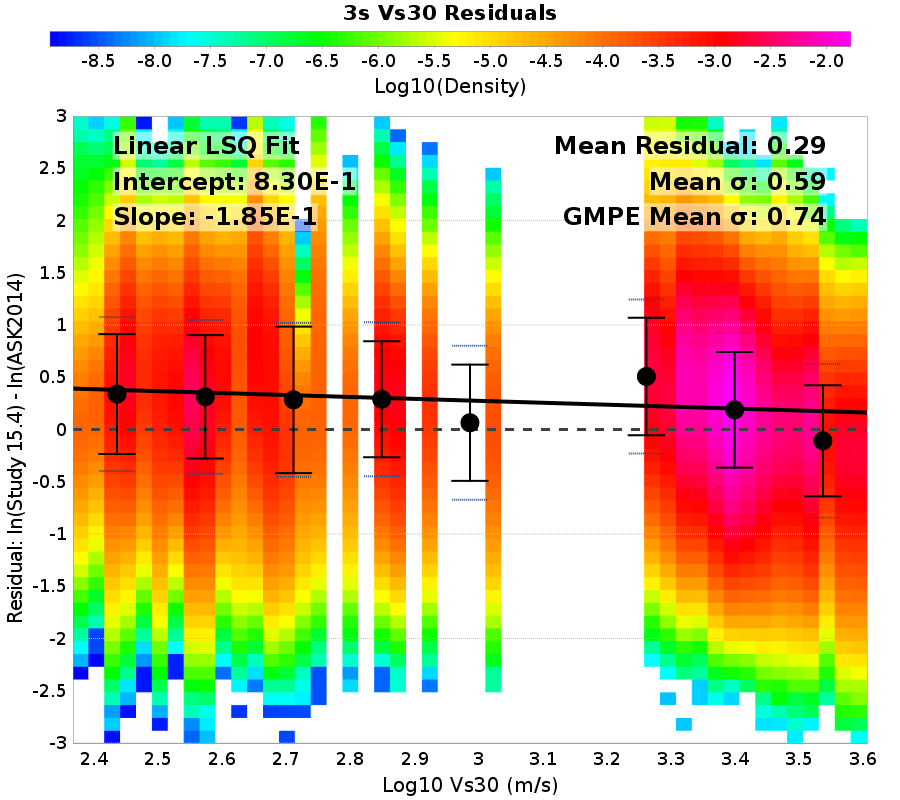 3s Vs30 Residuals
-8.5 -8.0 -7.5 -7.0 -6.5 -6.0 -5.5 -5.0 -4.5 -4.0 -3.5 -3.0 -2.5 -2.0
Log10(Density)
Linear LSQ Fit
Intercept: 8.30E-1
Slope: -1.85E-1
Mean Residual: 0.29
Mean σ: 0.59
GMPE Mean σ: 0.74
Residual: ln(Study 15.4) - ln(ASK2014)
3
2.5
2
1.5
1
0.5
0
-0.5
-1
-1.5
-2
-2.5
-3
2.4 2.5 2.6 2.7 2.8 2.9 3 3.1 3.2 3.3 3.4 3.5 3.6
Log10 Vs30 (m/s)